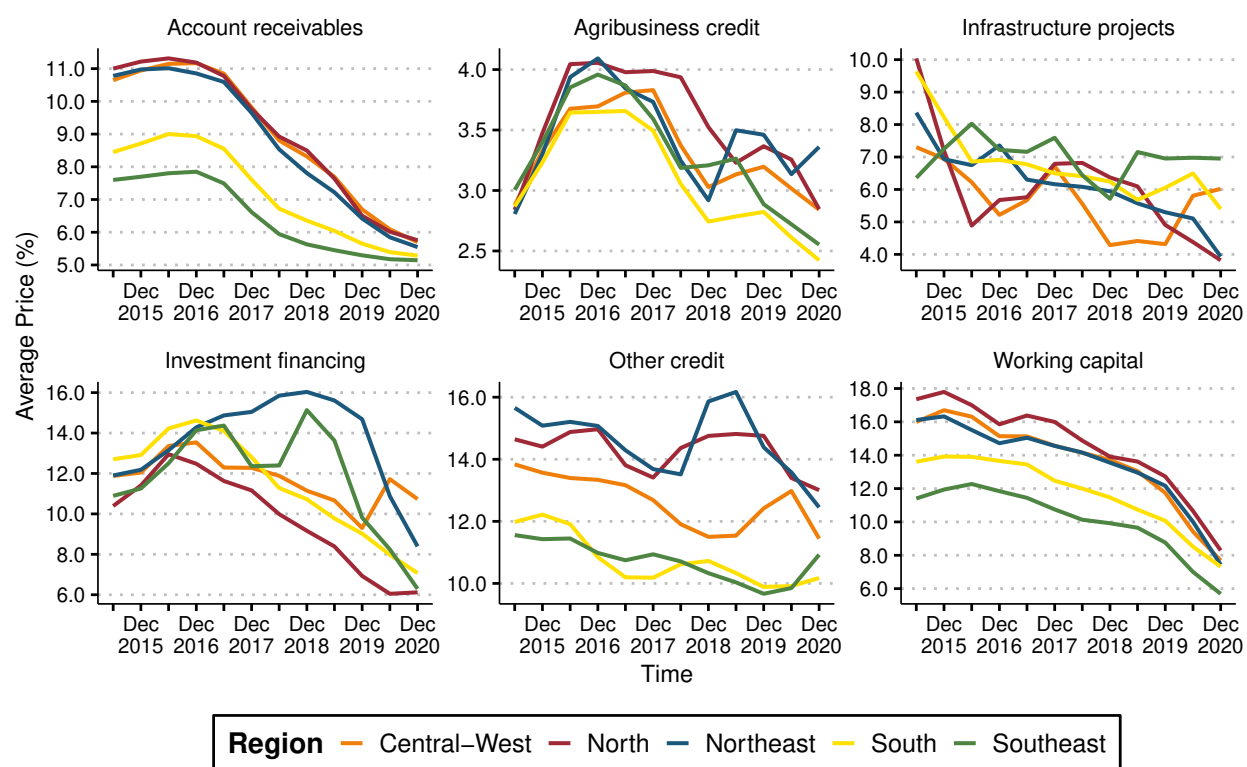 Account receivables
Agribusiness credit
Infrastructure projects
11.0
10.0
9.0
8.0
7.0
6.0
5.0
4.0
3.5
3.0
2.5
10.0
9.0
8.0
7.0
6.0
5.0
4.0
Dec Dec Dec Dec Dec Dec
2015 2016 2017 2018 2019 2020
Dec Dec Dec Dec Dec Dec
2015 2016 2017 2018 2019 2020
Dec Dec Dec Dec Dec Dec
2015 2016 2017 2018 2019 2020
Average Price (%)
Investment financing
Other credit
Working capital
16.0
14.0
12.0
10.0
8.0
6.0
16.0
14.0
12.0
10.0
18.0
16.0
14.0
12.0
10.0
8.0
6.0
Dec Dec Dec Dec Dec Dec
2015 2016 2017 2018 2019 2020
Dec Dec Dec Dec Dec Dec
2015 2016 2017 2018 2019 2020
Dec Dec Dec Dec Dec Dec
2015 2016 2017 2018 2019 2020
Time
Region Central−West North Northeast South Southeast